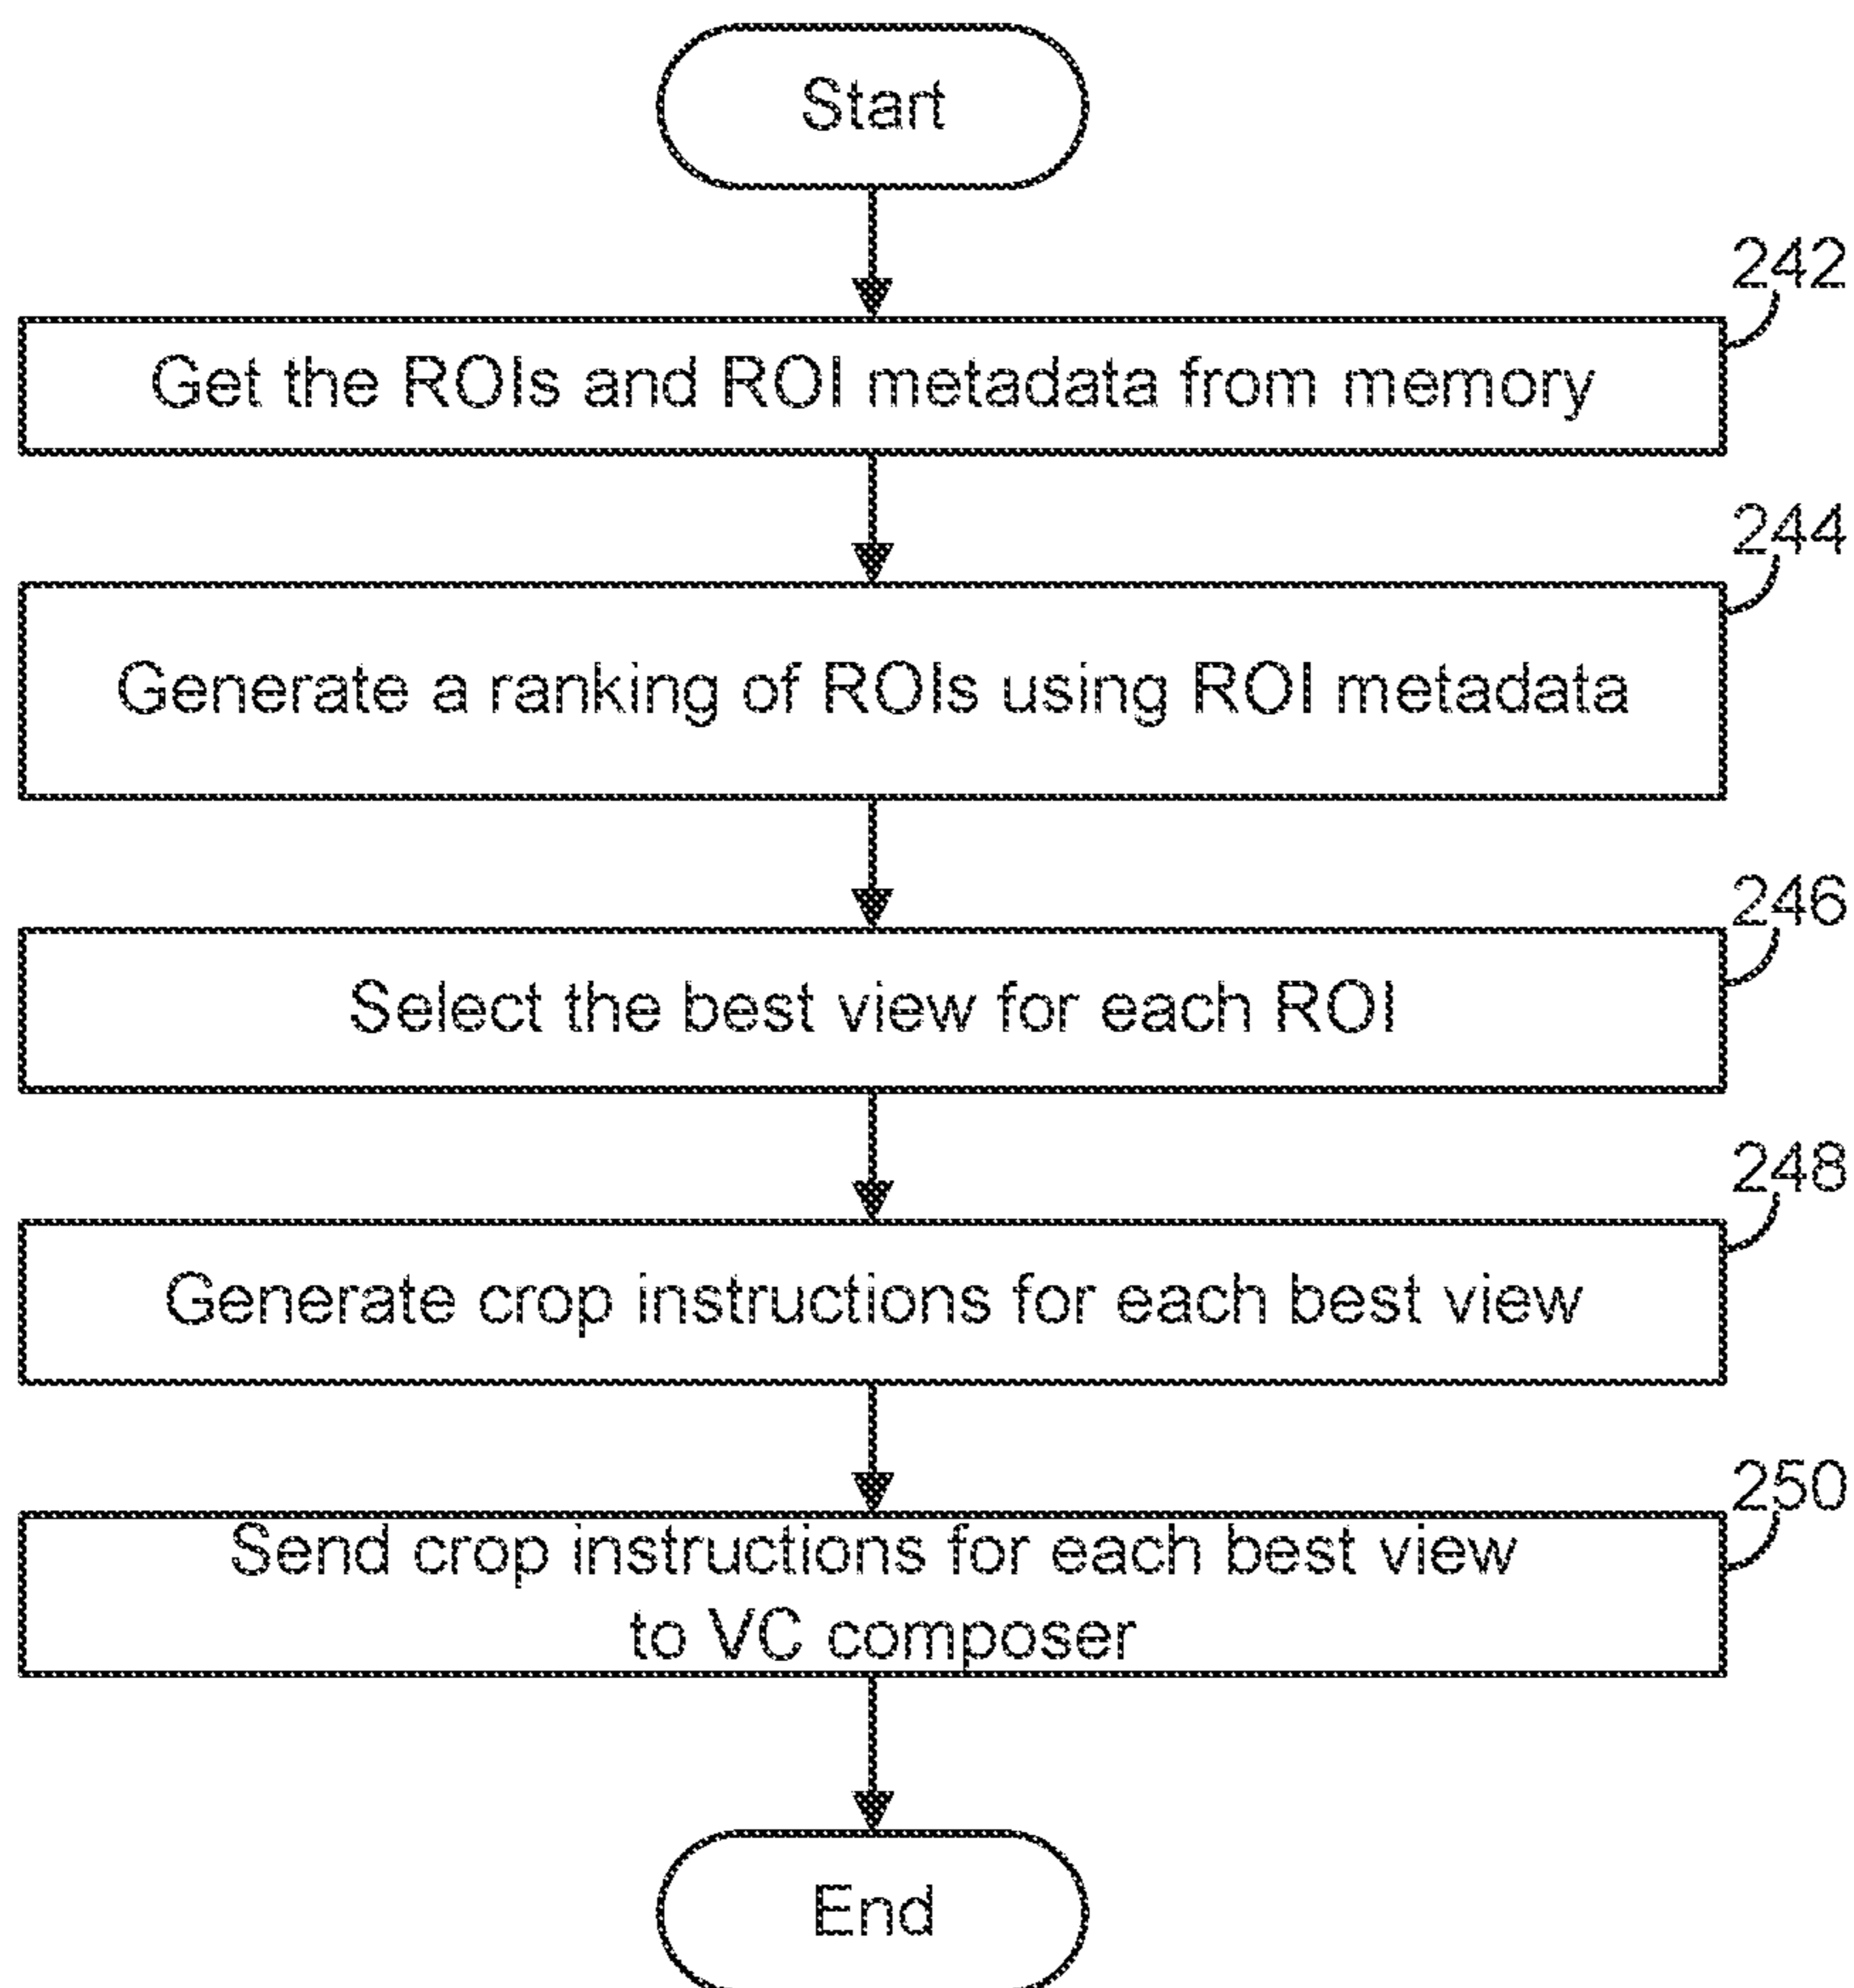 Start
242
Get the ROIs and ROI metadata from memory
244
Generate a ranking of ROIs using ROI metadata
246
Select the best view for each ROI
248
Generate crop instructions for each best view
250
Send crop instructions for each best view
to VC composer
End